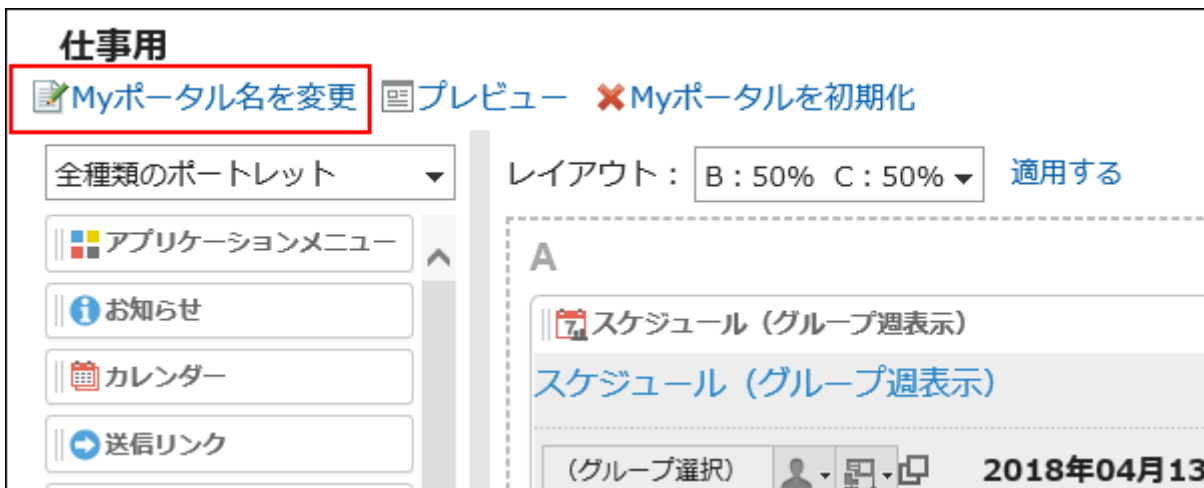 仕事用
Myポータル名を変更 プレビュー Myポータルを初期化
全種類のポートレット
レイアウト： B：50% C：50% 適用する
アプリケーションメニュー
お知らせ
カレンダー
送信リンク
A
7
スケジュール（グループ週表示）
スケジュール（グループ週表示）
（グループ選択） 2018年04月13